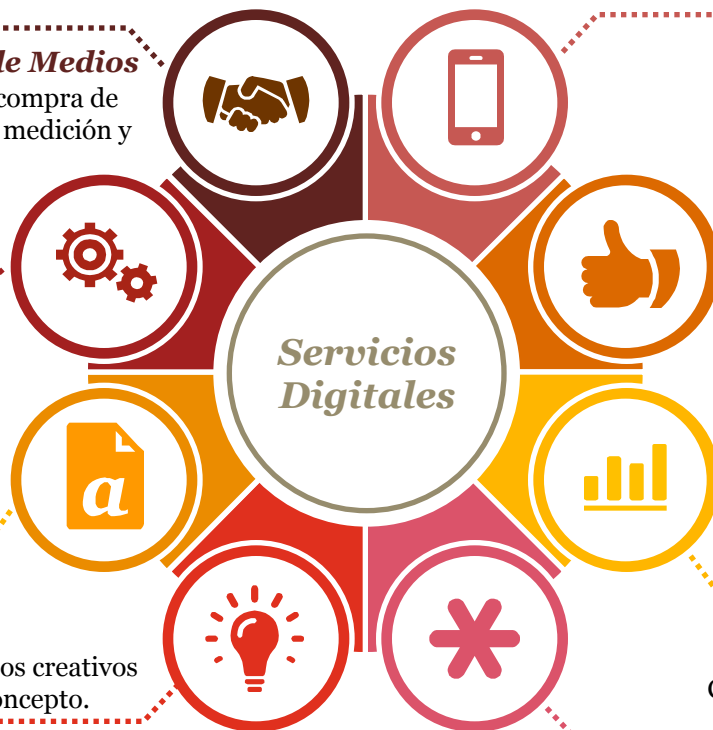 de Medios
compra de
medición y
Servicios
Digitales
a
os creativos
oncepto.